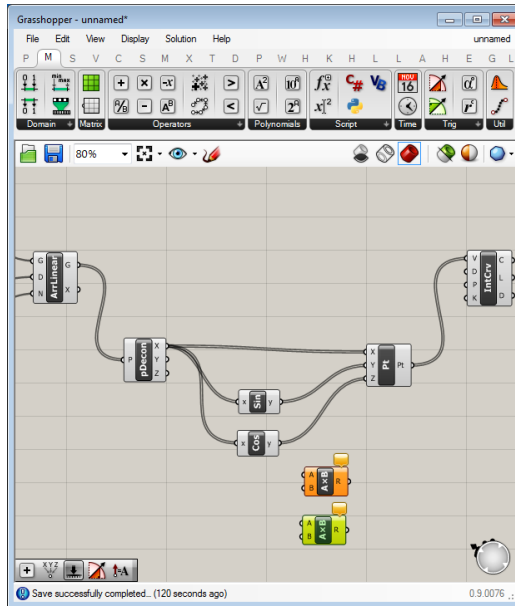 Grasshopper - unnamed*
File Edit View Display Solution Help unnamed
P M S V C S M X T D P W H K H L L A H E G L
Domain Matrix Operators Polynomials Script Time Trig Util
80%
ArrLinear G D N G X
IntCrv V D P K C L D
pDecon P X Y Z
Pt X Y Z Pt
Sin x y
Cos x y
A×B A B R
A×B A B R
Save successfully completed... (120 seconds ago) 0.9.0076